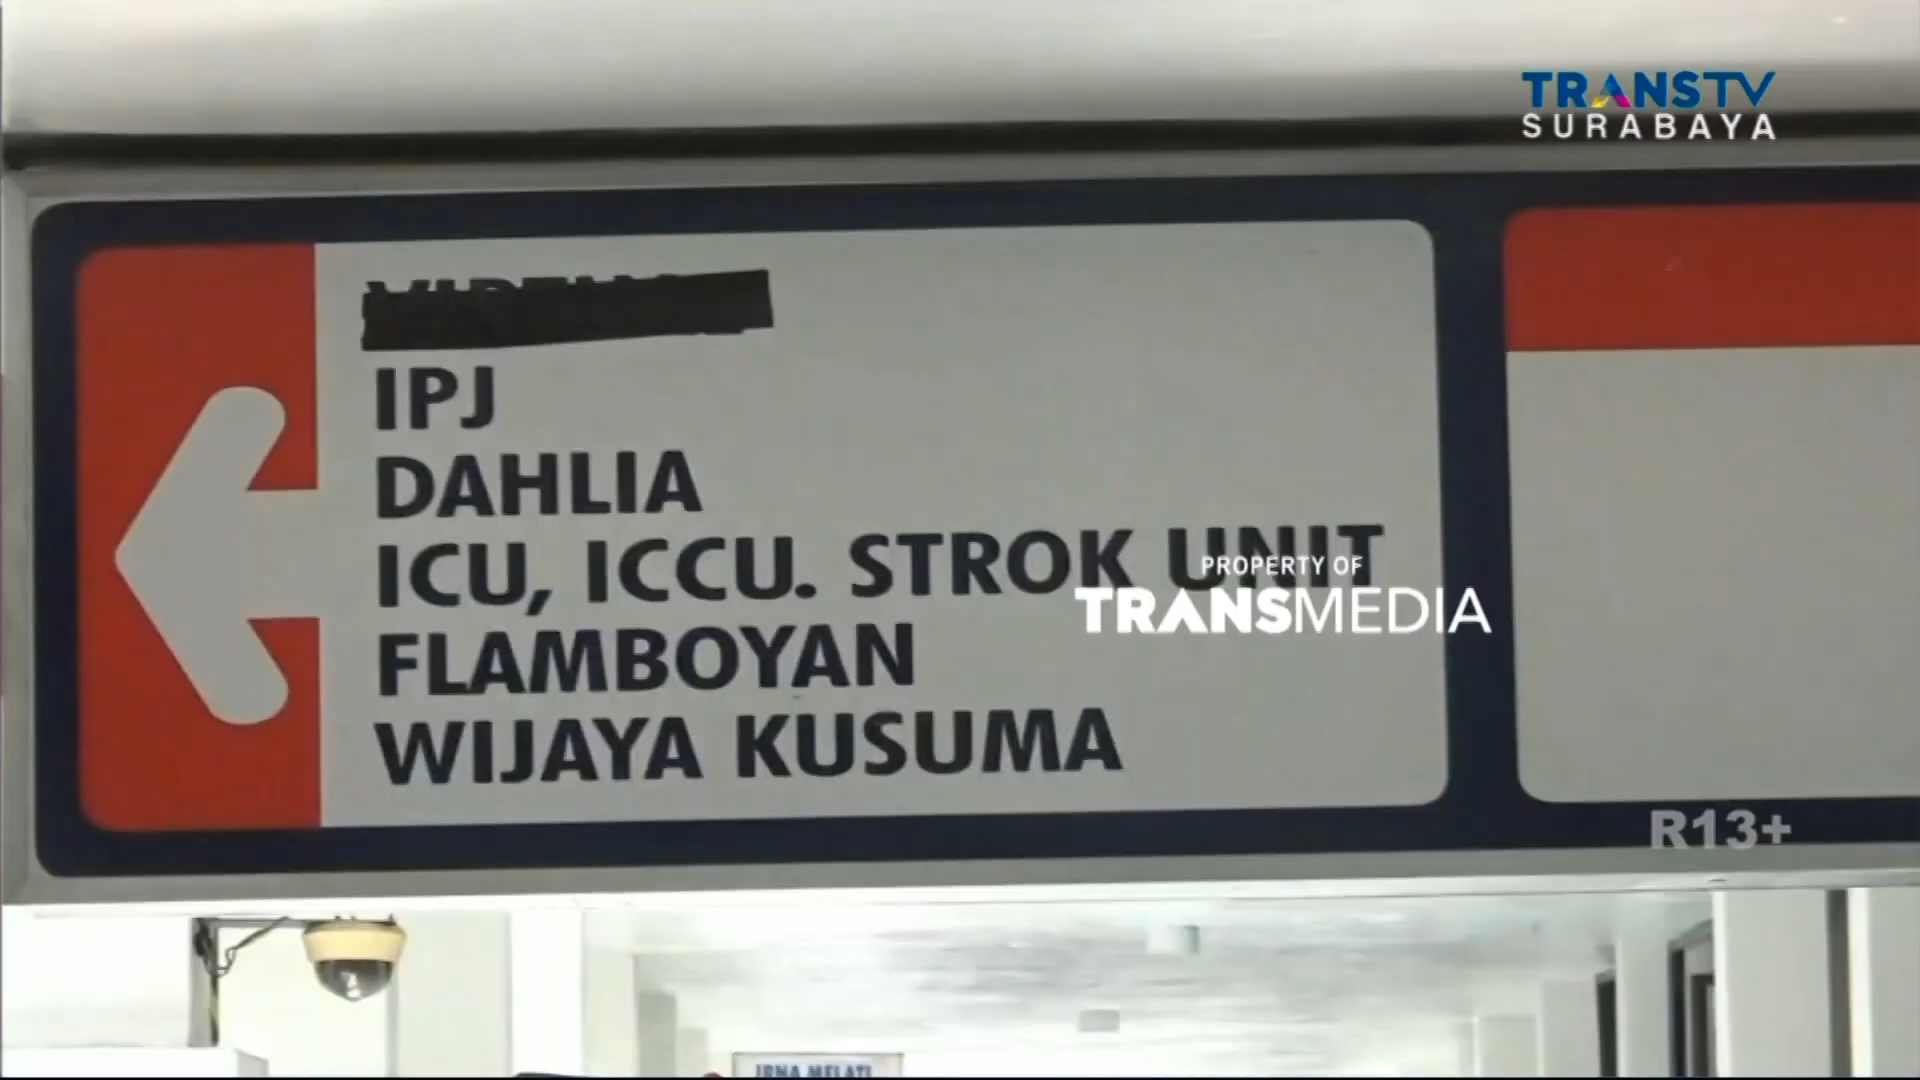 TRANSTV
SURABAYA
IPJ
DAHLIA
ICU, ICCU. STROK UNIT
FLAMBOYAN
WIJAYA KUSUMA
PROPERTY OF
TRANSMEDIA
R13+
IRNA MELATI